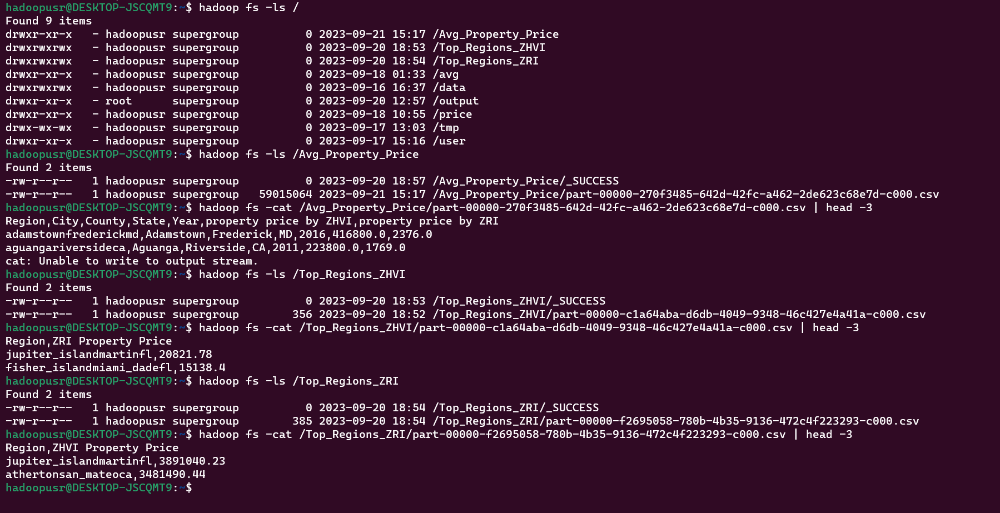 hadoopusr@DESKTOP-JSCQMT9:~$ hadoop fs -ls /
Found 9 items
drwxr-xr-x   - hadoopusr supergroup          0 2023-09-21 15:17 /Avg_Property_Price
drwxrwxrwx   - hadoopusr supergroup          0 2023-09-20 18:53 /Top_Regions_ZHVI
drwxrwxrwx   - hadoopusr supergroup          0 2023-09-20 18:54 /Top_Regions_ZRI
drwxr-xr-x   - hadoopusr supergroup          0 2023-09-18 01:33 /avg
drwxrwxrwx   - hadoopusr supergroup          0 2023-09-16 16:37 /data
drwxr-xr-x   - root      supergroup          0 2023-09-20 12:57 /output
drwxr-xr-x   - hadoopusr supergroup          0 2023-09-18 10:55 /price
drwx-wx-wx   - hadoopusr supergroup          0 2023-09-17 13:03 /tmp
drwxr-xr-x   - hadoopusr supergroup          0 2023-09-17 15:16 /user
hadoopusr@DESKTOP-JSCQMT9:~$ hadoop fs -ls /Avg_Property_Price
Found 2 items
-rw-r--r--   1 hadoopusr supergroup          0 2023-09-20 18:57 /Avg_Property_Price/_SUCCESS
-rw-r--r--   1 hadoopusr supergroup   59015064 2023-09-21 15:17 /Avg_Property_Price/part-00000-270f3485-642d-42fc-a462-2de623c68e7d-c000.csv
hadoopusr@DESKTOP-JSCQMT9:~$ hadoop fs -cat /Avg_Property_Price/part-00000-270f3485-642d-42fc-a462-2de623c68e7d-c000.csv | head -3
Region,City,County,State,Year,property price by ZHVI,property price by ZRI
adamstownfrederickmd,Adamstown,Frederick,MD,2016,416800.0,2376.0
aguangariversideca,Aguanga,Riverside,CA,2011,223800.0,1769.0
cat: Unable to write to output stream.
hadoopusr@DESKTOP-JSCQMT9:~$ hadoop fs -ls /Top_Regions_ZHVI
Found 2 items
-rw-r--r--   1 hadoopusr supergroup          0 2023-09-20 18:53 /Top_Regions_ZHVI/_SUCCESS
-rw-r--r--   1 hadoopusr supergroup        356 2023-09-20 18:52 /Top_Regions_ZHVI/part-00000-c1a64aba-d6db-4049-9348-46c427e4a41a-c000.csv
hadoopusr@DESKTOP-JSCQMT9:~$ hadoop fs -cat /Top_Regions_ZHVI/part-00000-c1a64aba-d6db-4049-9348-46c427e4a41a-c000.csv | head -3
Region,ZRI Property Price
jupiter_islandmartinfl,20821.78
fisher_islandmiami_dadefl,15138.4
hadoopusr@DESKTOP-JSCQMT9:~$ hadoop fs -ls /Top_Regions_ZRI
Found 2 items
-rw-r--r--   1 hadoopusr supergroup          0 2023-09-20 18:54 /Top_Regions_ZRI/_SUCCESS
-rw-r--r--   1 hadoopusr supergroup        385 2023-09-20 18:54 /Top_Regions_ZRI/part-00000-f2695058-780b-4b35-9136-472c4f223293-c000.csv
hadoopusr@DESKTOP-JSCQMT9:~$ hadoop fs -cat /Top_Regions_ZRI/part-00000-f2695058-780b-4b35-9136-472c4f223293-c000.csv | head -3
Region,ZHVI Property Price
jupiter_islandmartinfl,3891040.23
athertonsan_mateoca,3481490.44
hadoopusr@DESKTOP-JSCQMT9:~$